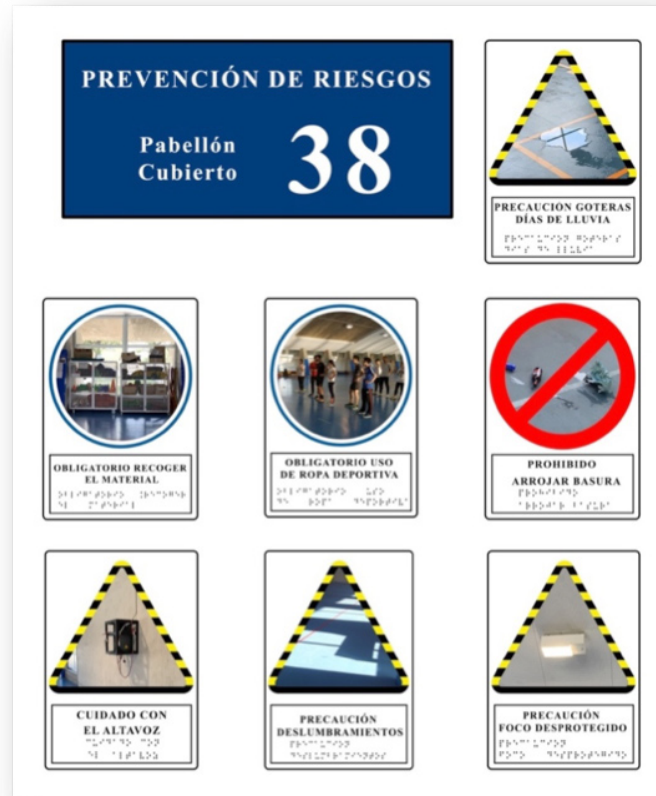 PREVENCIÓN DE RIESGOS
Pabellón
Cubierto
38
PRECAUCIÓN GOTERAS
DÍAS DE LLUVIA
⠏⠗⠑⠉⠁⠥⠉⠊⠕⠝ ⠛⠕⠞⠑⠗⠁⠎
⠙⠊⠁⠎ ⠙⠑ ⠇⠇⠥⠧⠊⠁
OBLIGATORIO RECOGER
EL MATERIAL
OBLIGATORIO USO
DE ROPA DEPORTIVA
PROHIBIDO
ARROJAR BASURA
CUIDADO CON
EL ALTAVOZ
PRECAUCIÓN
DESLUMBRAMIENTOS
PRECAUCIÓN
FOCO DESPROTEGIDO